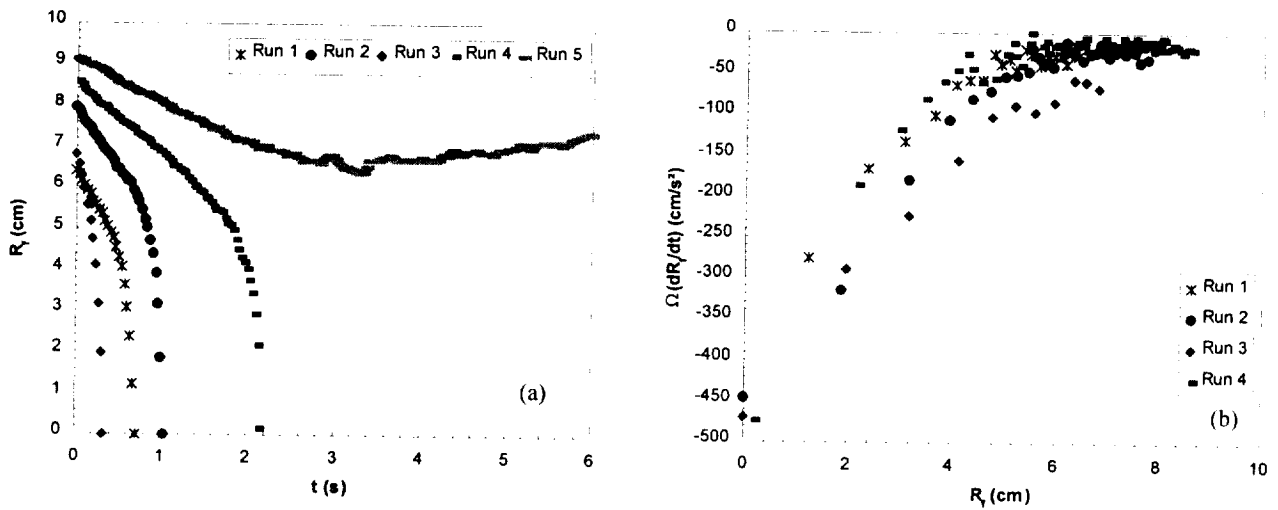 10
9
8
7
6
5
4
3
2
1
0
R_r (cm)
Run 1 Run 2 Run 3 Run 4 Run 5
(a)
0 1 2 3 4 5 6
t (s)
0
-50
-100
-150
-200
-250
-300
-350
-400
-450
-500
Ω(dR_r/dt) (cm/s²)
Run 1
Run 2
Run 3
Run 4
(b)
0 2 4 6 8 10
R_r (cm)